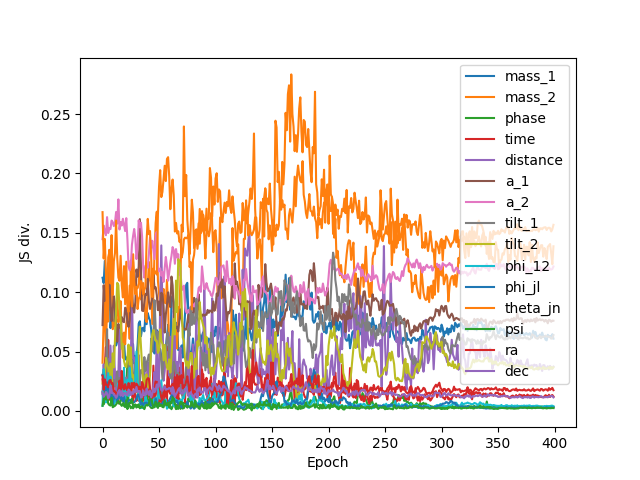 JS div.
0.25
0.20
0.15
0.10
0.05
0.00
0
50
100
150
200
250
300
350
400
Epoch
mass_1
mass_2
phase
time
distance
a_1
a_2
tilt_1
tilt_2
phi_12
phi_jl
theta_jn
psi
ra
dec